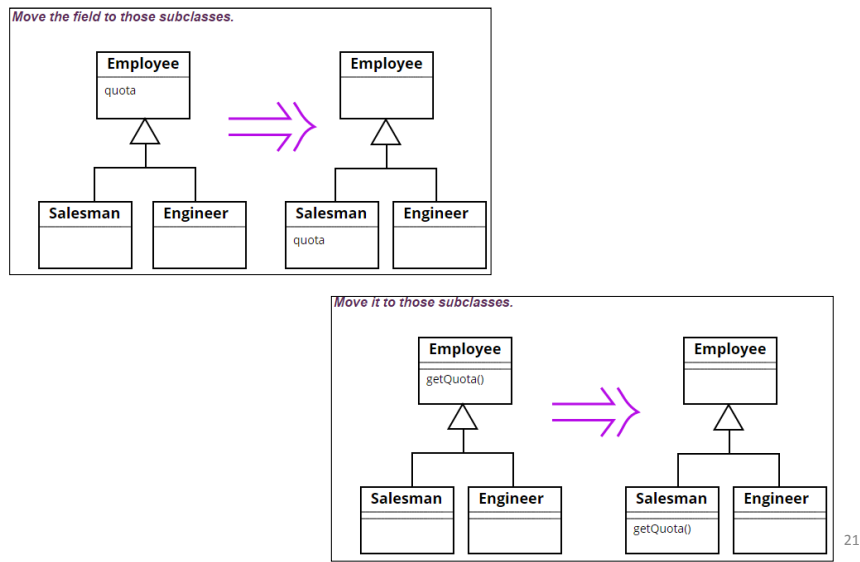 Move the field to those subclasses.
Employee
Employee
quota
Salesman
Engineer
Salesman
Engineer
quota
Move it to those subclasses.
Employee
Employee
getQuota()
Salesman
Engineer
Salesman
Engineer
getQuota()
21